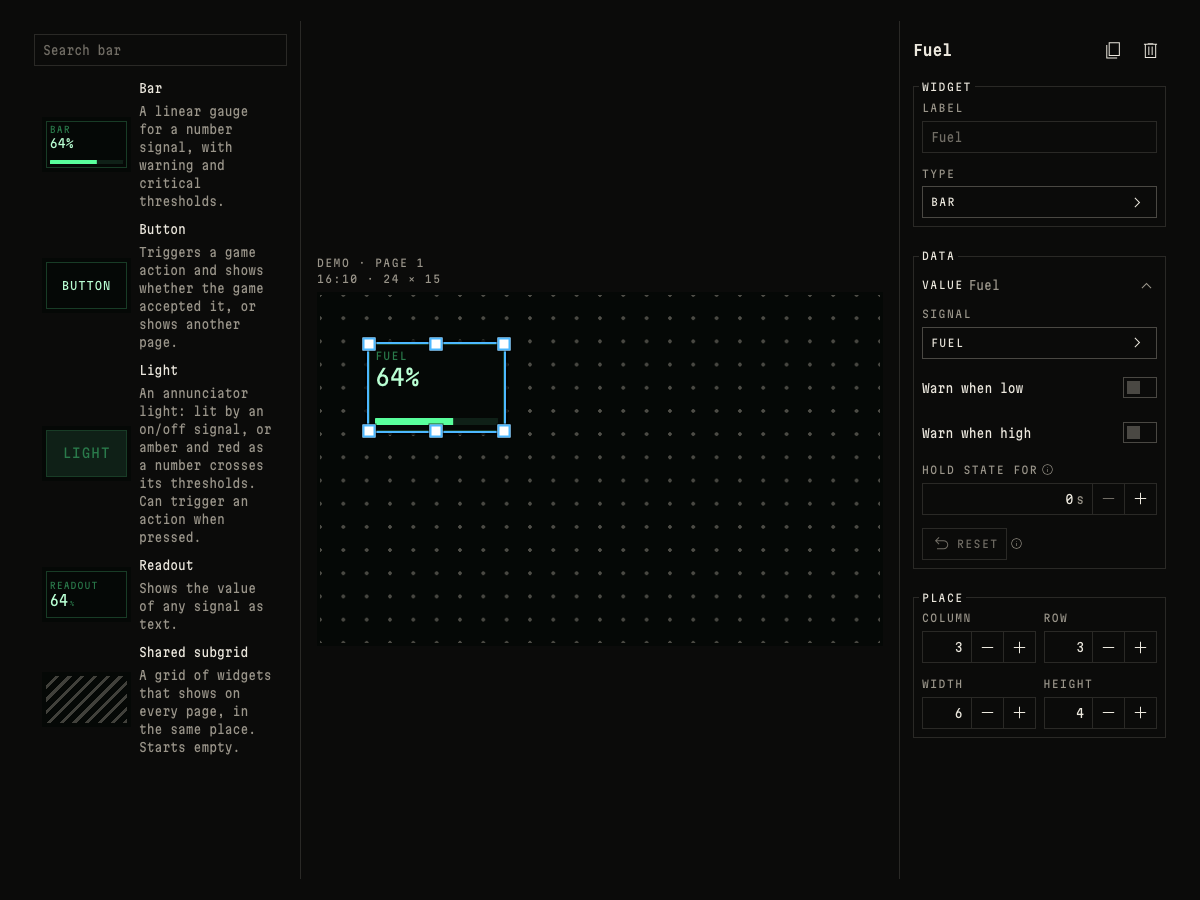 Search bar
Bar
A linear gauge
for a number
signal, with
warning and
critical
thresholds.
BAR
64%
Button
Triggers a game
action and shows
whether the game
accepted it, or
shows another
page.
BUTTON
Light
An annunciator
light: lit by an
on/off signal, or
amber and red as
a number crosses
its thresholds.
Can trigger an
action when
pressed.
LIGHT
Readout
Shows the value
of any signal as
text.
READOUT
64%
Shared subgrid
A grid of widgets
that shows on
every page, in
the same place.
Starts empty.
DEMO · PAGE 1
16:10 · 24 × 15
FUEL
64%
Fuel
WIDGET
LABEL
Fuel
TYPE
BAR
DATA
VALUE Fuel
SIGNAL
FUEL
Warn when low
Warn when high
HOLD STATE FOR
0 s
RESET
PLACE
COLUMN ROW
3 3
WIDTH HEIGHT
6 4